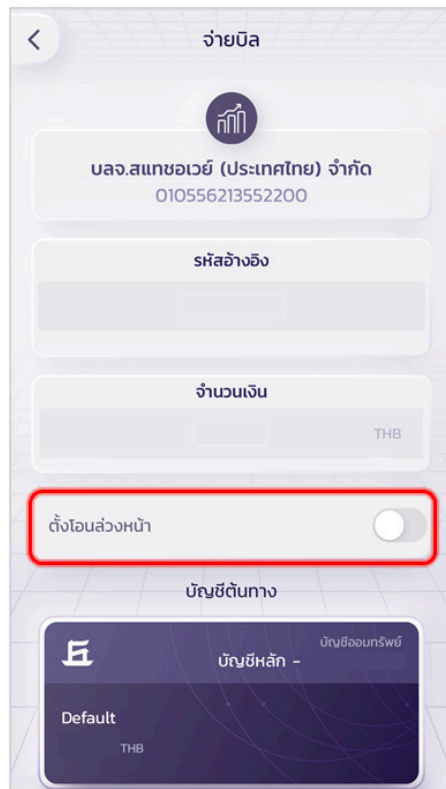 จ่ายบิล
บลจ.สแทชอเวย์ (ประเทศไทย) จำกัด
010556213552200
รหัสอ้างอิง
จำนวนเงิน
THB
ตั้งโอนล่วงหน้า
บัญชีต้นทาง
บัญชีออมทรัพย์
บัญชีหลัก -
Default
THB